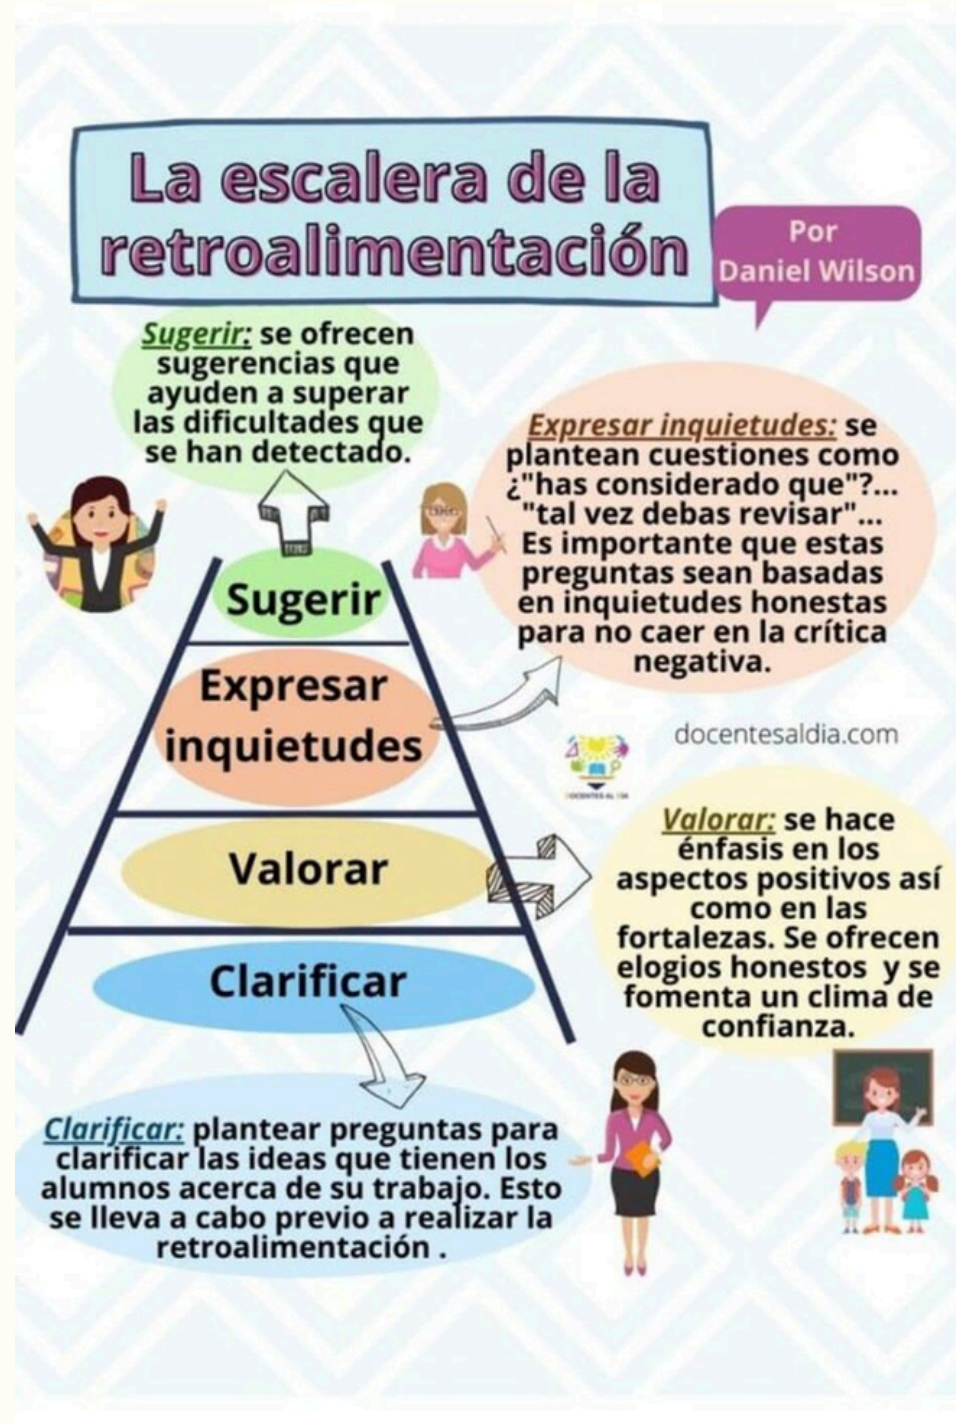 La escalera de la
retroalimentación
Por
Daniel Wilson
Sugerir: se ofrecen
sugerencias que
ayuden a superar
las dificultades que
se han detectado.
Expresar inquietudes: se
plantean cuestiones como
¿"has considerado que"?...
"tal vez debas revisar"...
Es importante que estas
preguntas sean basadas
en inquietudes honestas
para no caer en la crítica
negativa.
Sugerir
Expresar
inquietudes
docentesaldia.com
DOCENTES AL DIA
Valorar
Valorar: se hace
énfasis en los
aspectos positivos así
como en las
fortalezas. Se ofrecen
elogios honestos y se
fomenta un clima de
confianza.
Clarificar
Clarificar: plantear preguntas para
clarificar las ideas que tienen los
alumnos acerca de su trabajo. Esto
se lleva a cabo previo a realizar la
retroalimentación .